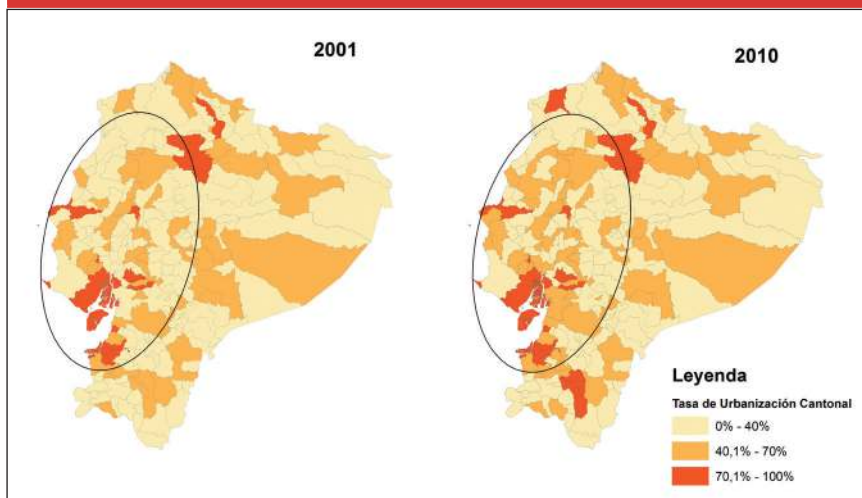 2001
2010
Leyenda
Tasa de Urbanización Cantonal
0% - 40%
40,1% - 70%
70,1% - 100%